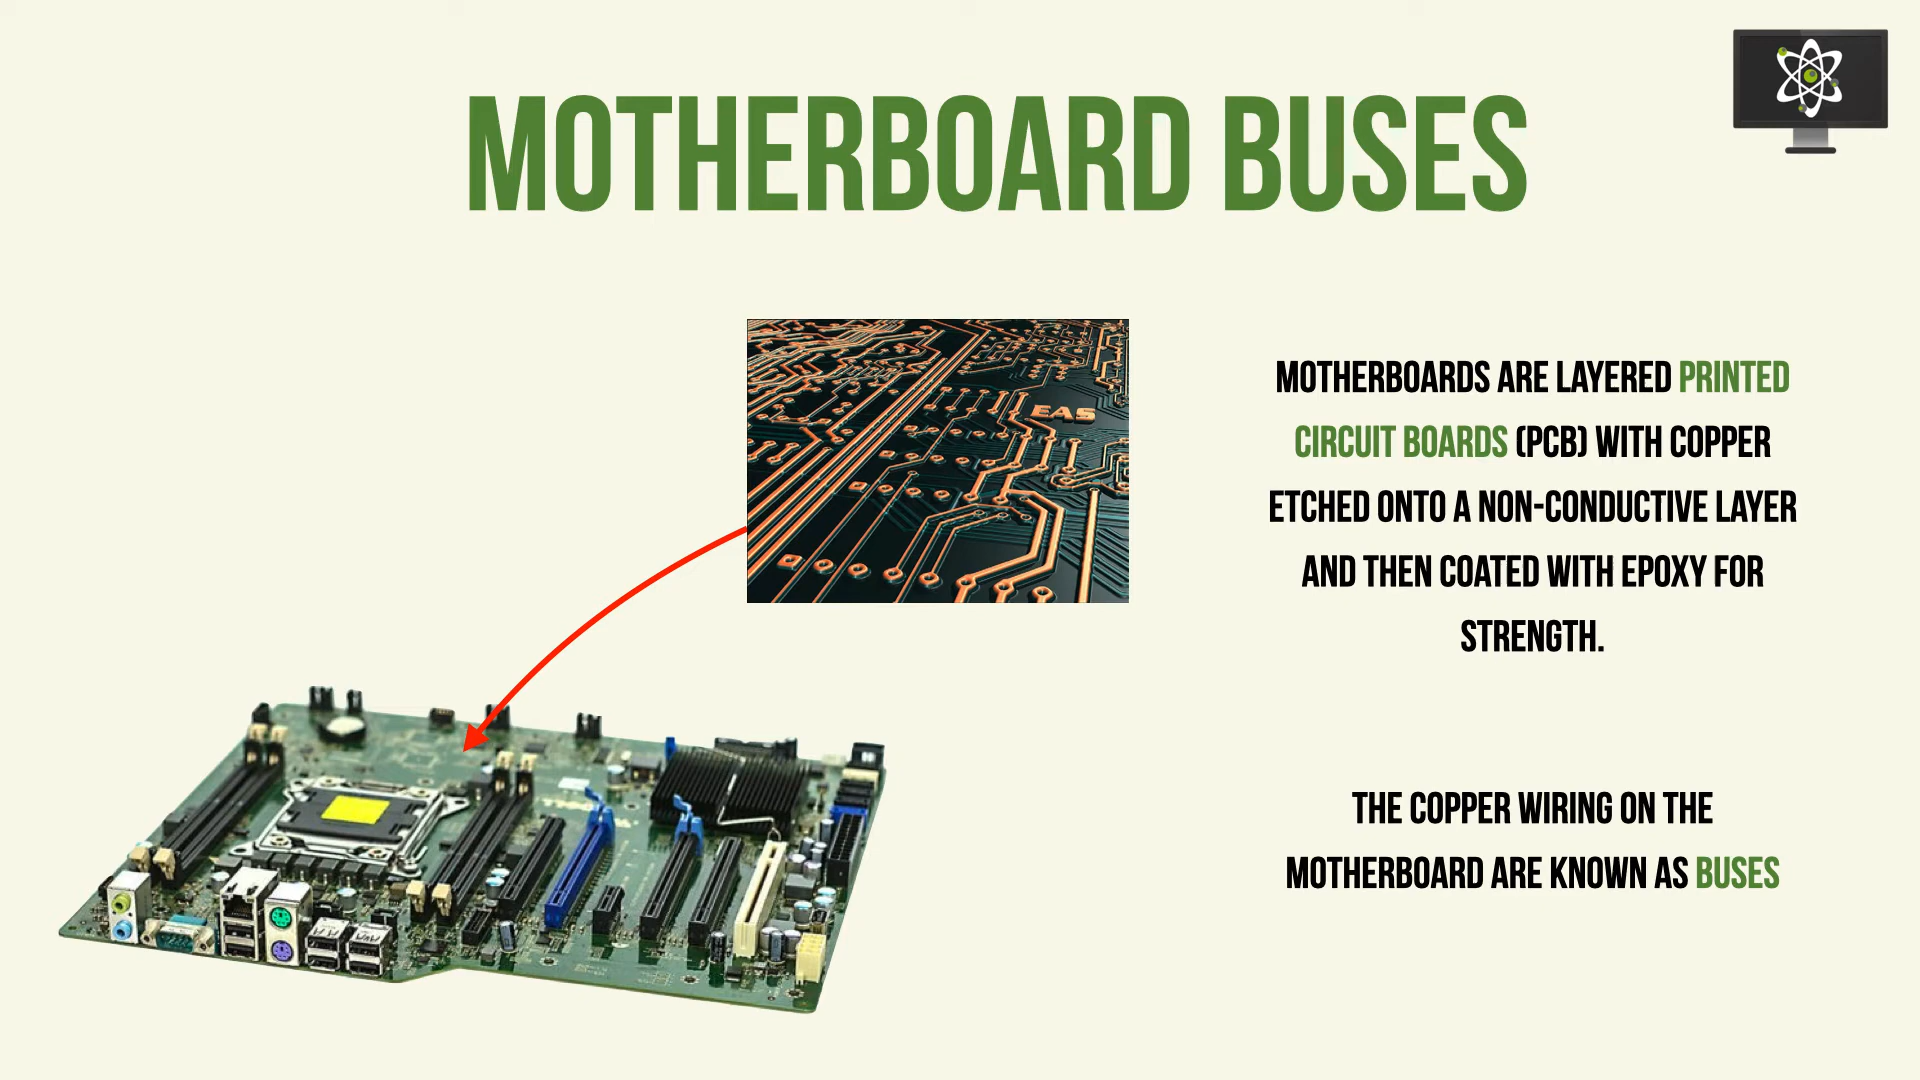 MOTHERBOARD BUSES
EAS
MOTHERBOARDS ARE LAYERED PRINTED
CIRCUIT BOARDS (PCB) WITH COPPER
ETCHED ONTO A NON-CONDUCTIVE LAYER
AND THEN COATED WITH EPOXY FOR
STRENGTH.
THE COPPER WIRING ON THE
MOTHERBOARD ARE KNOWN AS BUSES